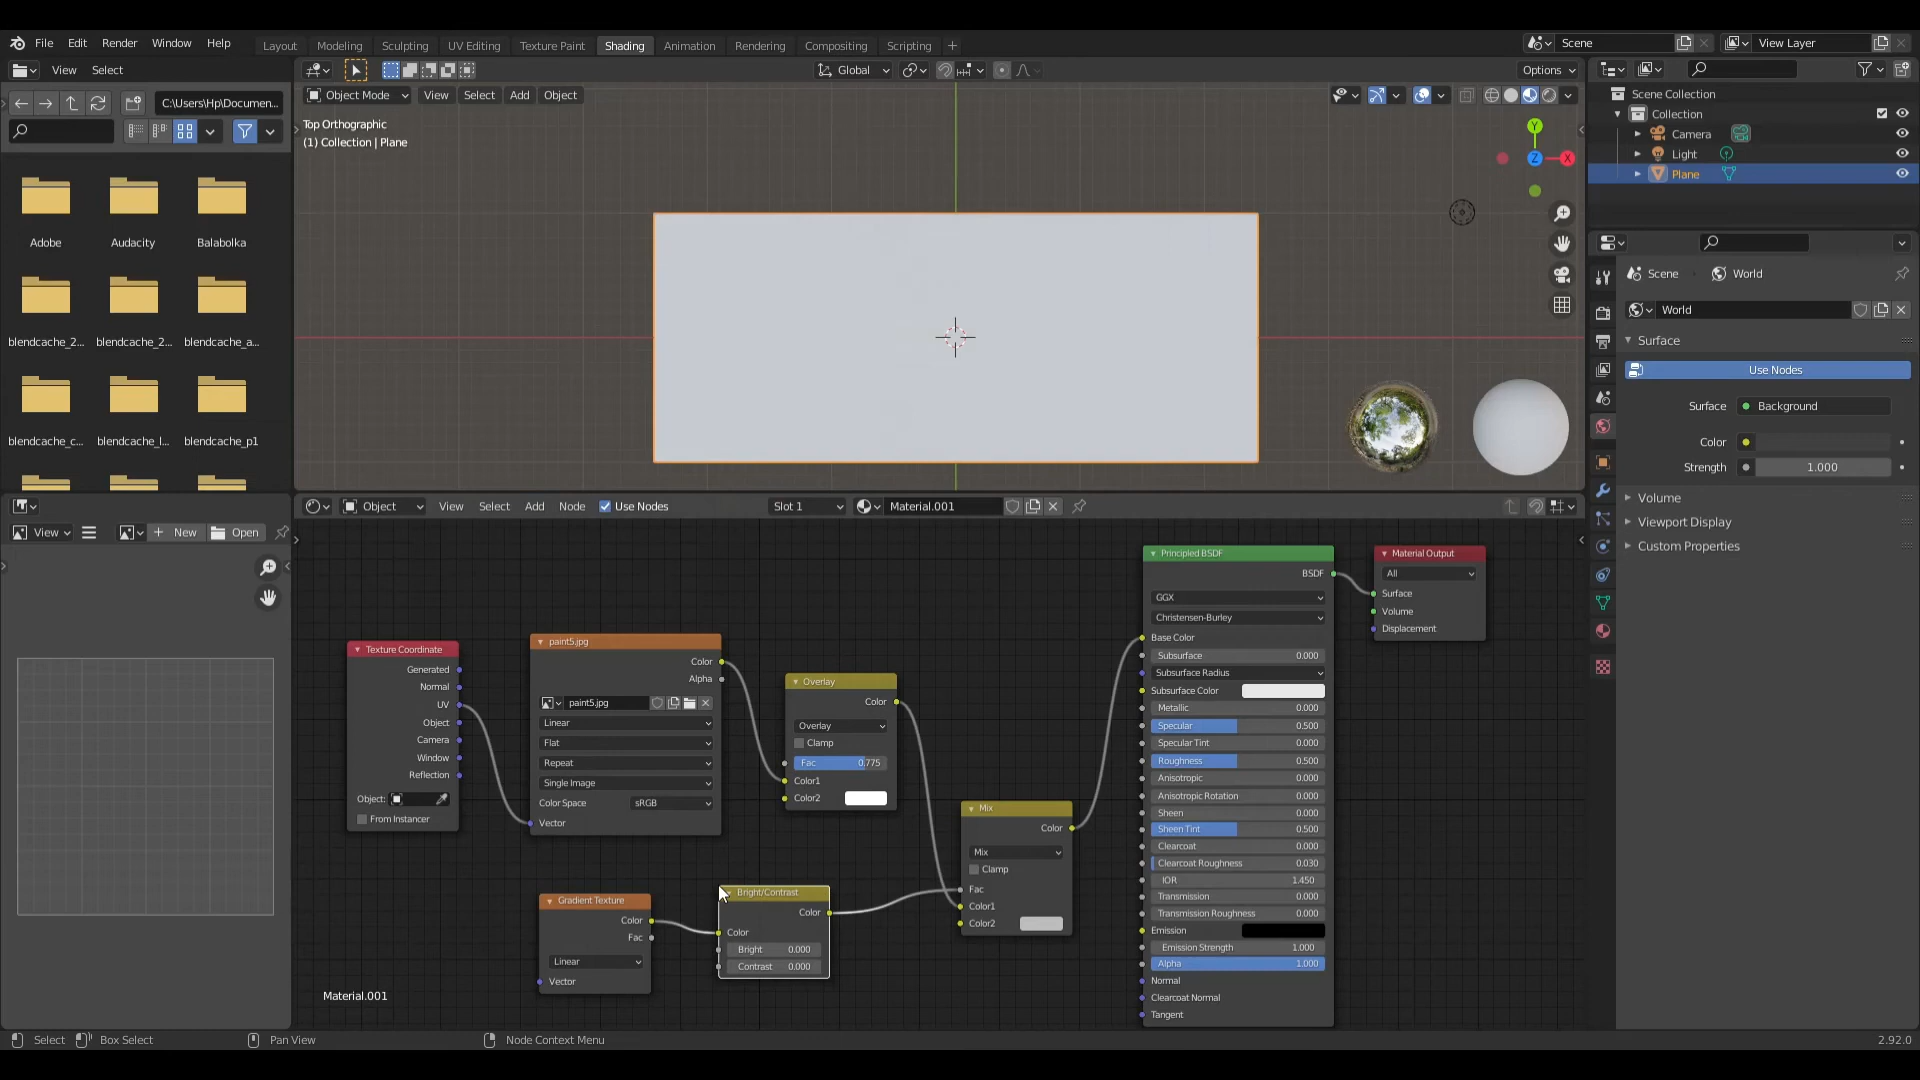 File Edit Render Window Help
Layout Modeling Sculpting UV Editing Texture Paint Shading Animation Rendering Compositing Scripting +
Scene
View Layer
View Select
Global
Options
C:\Users\Hp\Documen...
Object Mode View Select Add Object
Top Orthographic
(1) Collection | Plane
Y
Z
X
Scene Collection
Collection
Camera
Light
Plane
Adobe
Audacity
Balabolka
blendcache_2...
blendcache_2...
blendcache_a...
blendcache_c...
blendcache_l...
blendcache_p1
Scene
World
World
Surface
Use Nodes
Surface
Background
Color
Strength
1.000
Volume
Viewport Display
Custom Properties
Object View Select Add Node Use Nodes
Slot 1
Material.001
View
New
Open
Texture Coordinate
Generated
Normal
UV
Object
Camera
Window
Reflection
Object:
From Instancer
paint5.jpg
Color
Alpha
paint5.jpg
Linear
Flat
Repeat
Single Image
Color Space
sRGB
Vector
Overlay
Color
Overlay
Clamp
Fac 0.775
Color1
Color2
Gradient Texture
Color
Fac
Linear
Vector
Bright/Contrast
Color
Color
Bright 0.000
Contrast 0.000
Mix
Color
Mix
Clamp
Fac
Color1
Color2
Principled BSDF
BSDF
GGX
Christensen-Burley
Base Color
Subsurface 0.000
Subsurface Radius
Subsurface Color
Metallic 0.000
Specular 0.500
Specular Tint 0.000
Roughness 0.500
Anisotropic 0.000
Anisotropic Rotation 0.000
Sheen 0.000
Sheen Tint 0.500
Clearcoat 0.000
Clearcoat Roughness 0.030
IOR 1.450
Transmission 0.000
Transmission Roughness 0.000
Emission
Emission Strength 1.000
Alpha 1.000
Normal
Clearcoat Normal
Tangent
Material Output
All
Surface
Volume
Displacement
Material.001
Select
Box Select
Pan View
Node Context Menu
2.92.0